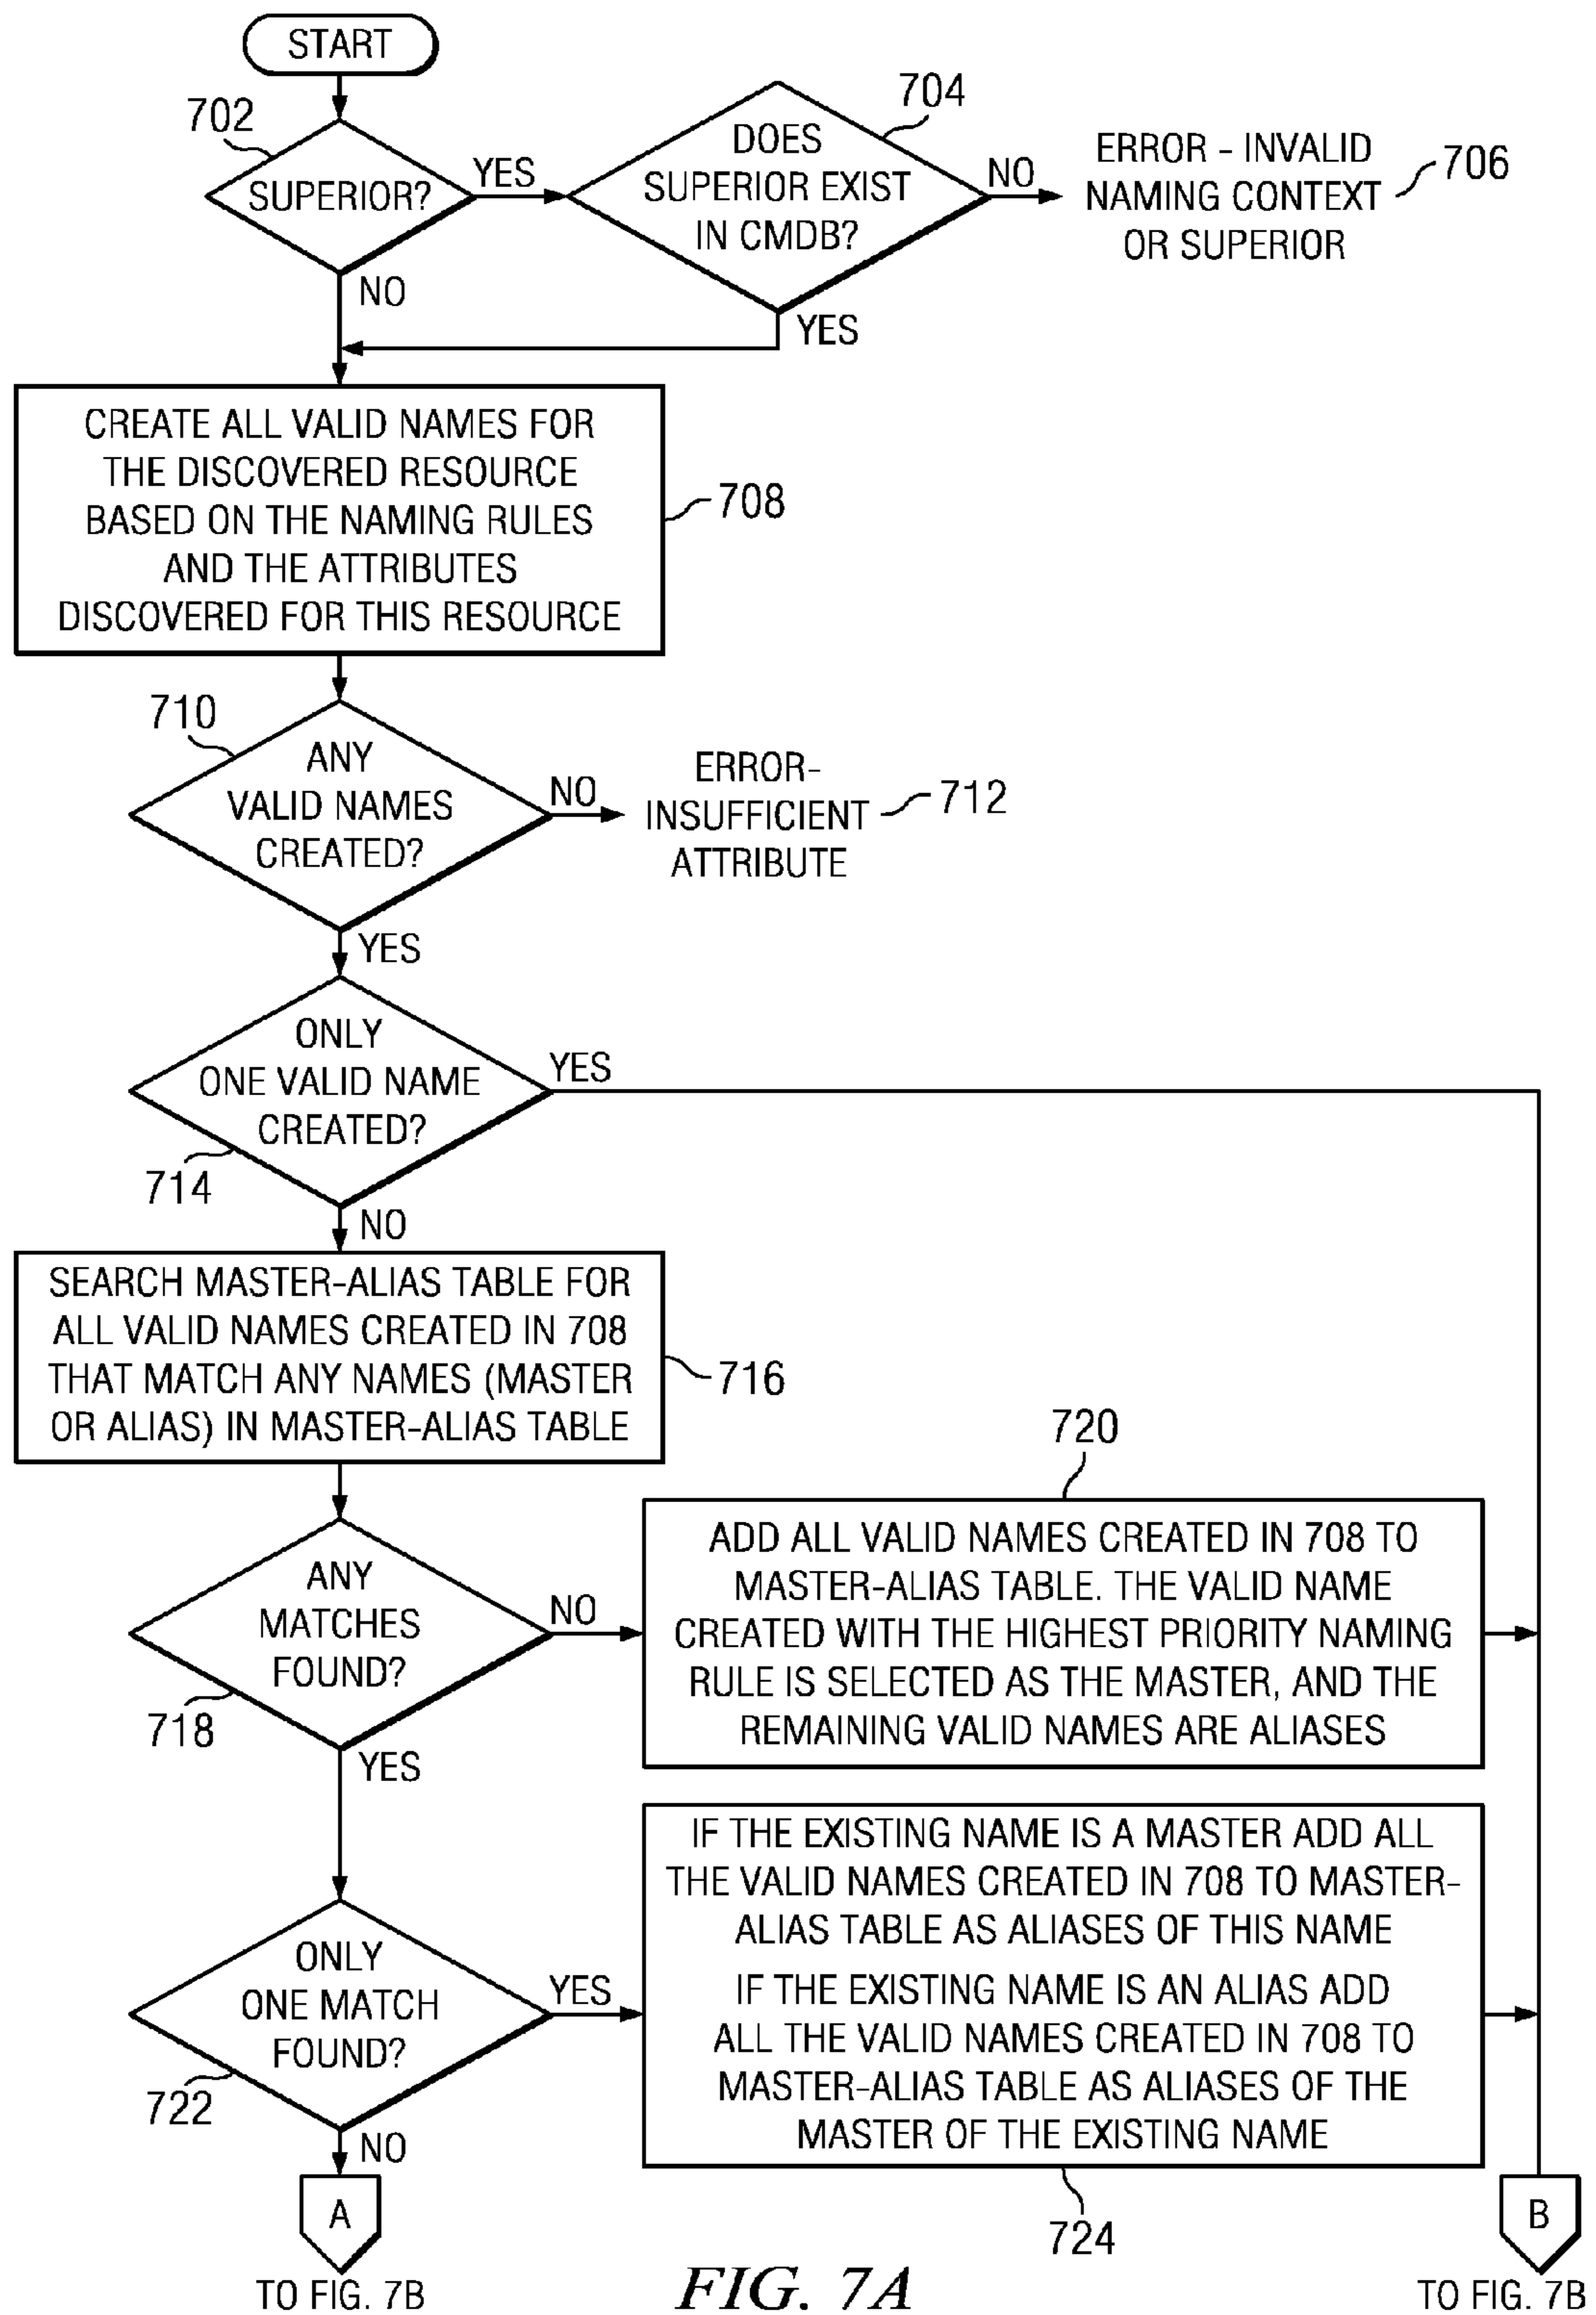 START
702
SUPERIOR?
YES
704
DOES
SUPERIOR EXIST
IN CMDB?
NO
ERROR - INVALID
NAMING CONTEXT
OR SUPERIOR
706
NO
YES
CREATE ALL VALID NAMES FOR
THE DISCOVERED RESOURCE
BASED ON THE NAMING RULES
AND THE ATTRIBUTES
DISCOVERED FOR THIS RESOURCE
708
710
ANY
VALID NAMES
CREATED?
NO
ERROR-
INSUFFICIENT
ATTRIBUTE
712
YES
ONLY
ONE VALID NAME
CREATED?
YES
714
NO
SEARCH MASTER-ALIAS TABLE FOR
ALL VALID NAMES CREATED IN 708
THAT MATCH ANY NAMES (MASTER
OR ALIAS) IN MASTER-ALIAS TABLE
716
ANY
MATCHES
FOUND?
718
NO
720
ADD ALL VALID NAMES CREATED IN 708 TO
MASTER-ALIAS TABLE. THE VALID NAME
CREATED WITH THE HIGHEST PRIORITY NAMING
RULE IS SELECTED AS THE MASTER, AND THE
REMAINING VALID NAMES ARE ALIASES
YES
ONLY
ONE MATCH
FOUND?
722
YES
IF THE EXISTING NAME IS A MASTER ADD ALL
THE VALID NAMES CREATED IN 708 TO MASTER-
ALIAS TABLE AS ALIASES OF THIS NAME
IF THE EXISTING NAME IS AN ALIAS ADD
ALL THE VALID NAMES CREATED IN 708 TO
MASTER-ALIAS TABLE AS ALIASES OF THE
MASTER OF THE EXISTING NAME
724
NO
A
TO FIG. 7B
FIG. 7A
B
TO FIG. 7B